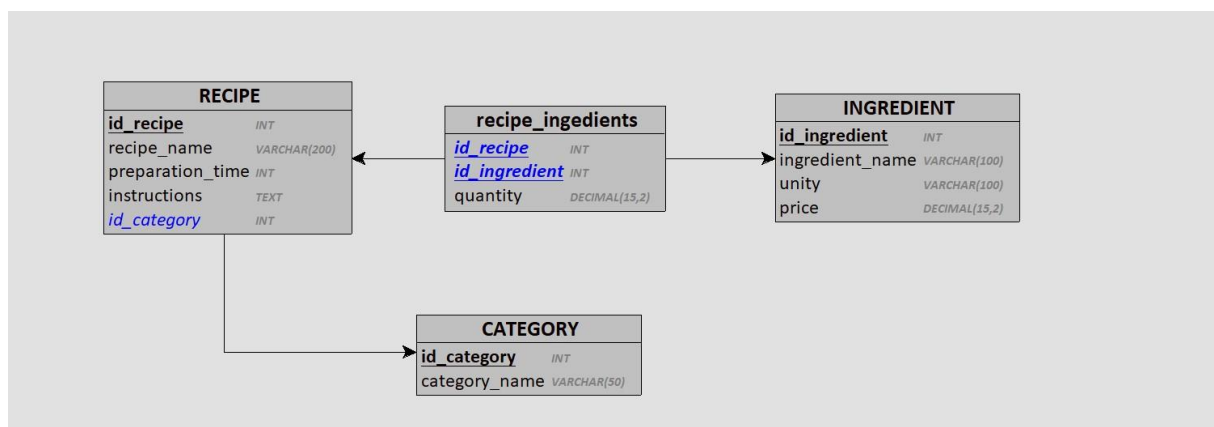 RECIPE
id_recipe INT
recipe_name VARCHAR(200)
preparation_time INT
instructions TEXT
id_category INT
recipe_ingedients
id_recipe INT
id_ingredient INT
quantity DECIMAL(15,2)
INGREDIENT
id_ingredient INT
ingredient_name VARCHAR(100)
unity VARCHAR(100)
price DECIMAL(15,2)
CATEGORY
id_category INT
category_name VARCHAR(50)